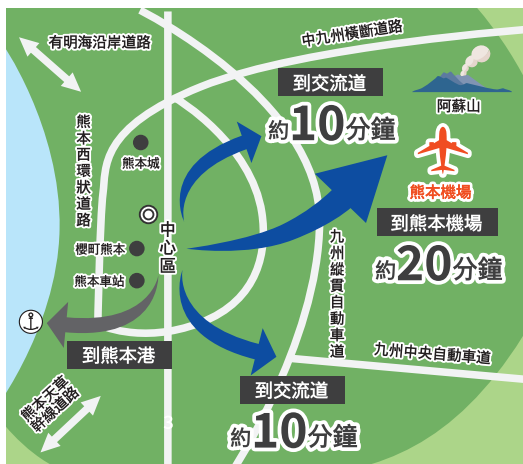 中九州橫斷道路
有明海沿岸道路
到交流道
約10分鐘
阿蘇山
熊本機場
到熊本機場
約20分鐘
熊本西環狀道路
熊本城
中心區
櫻町熊本
熊本車站
九州縱貫自動車道
到熊本港
九州中央自動車道
到交流道
約10分鐘
熊本天草
幹線道路
3